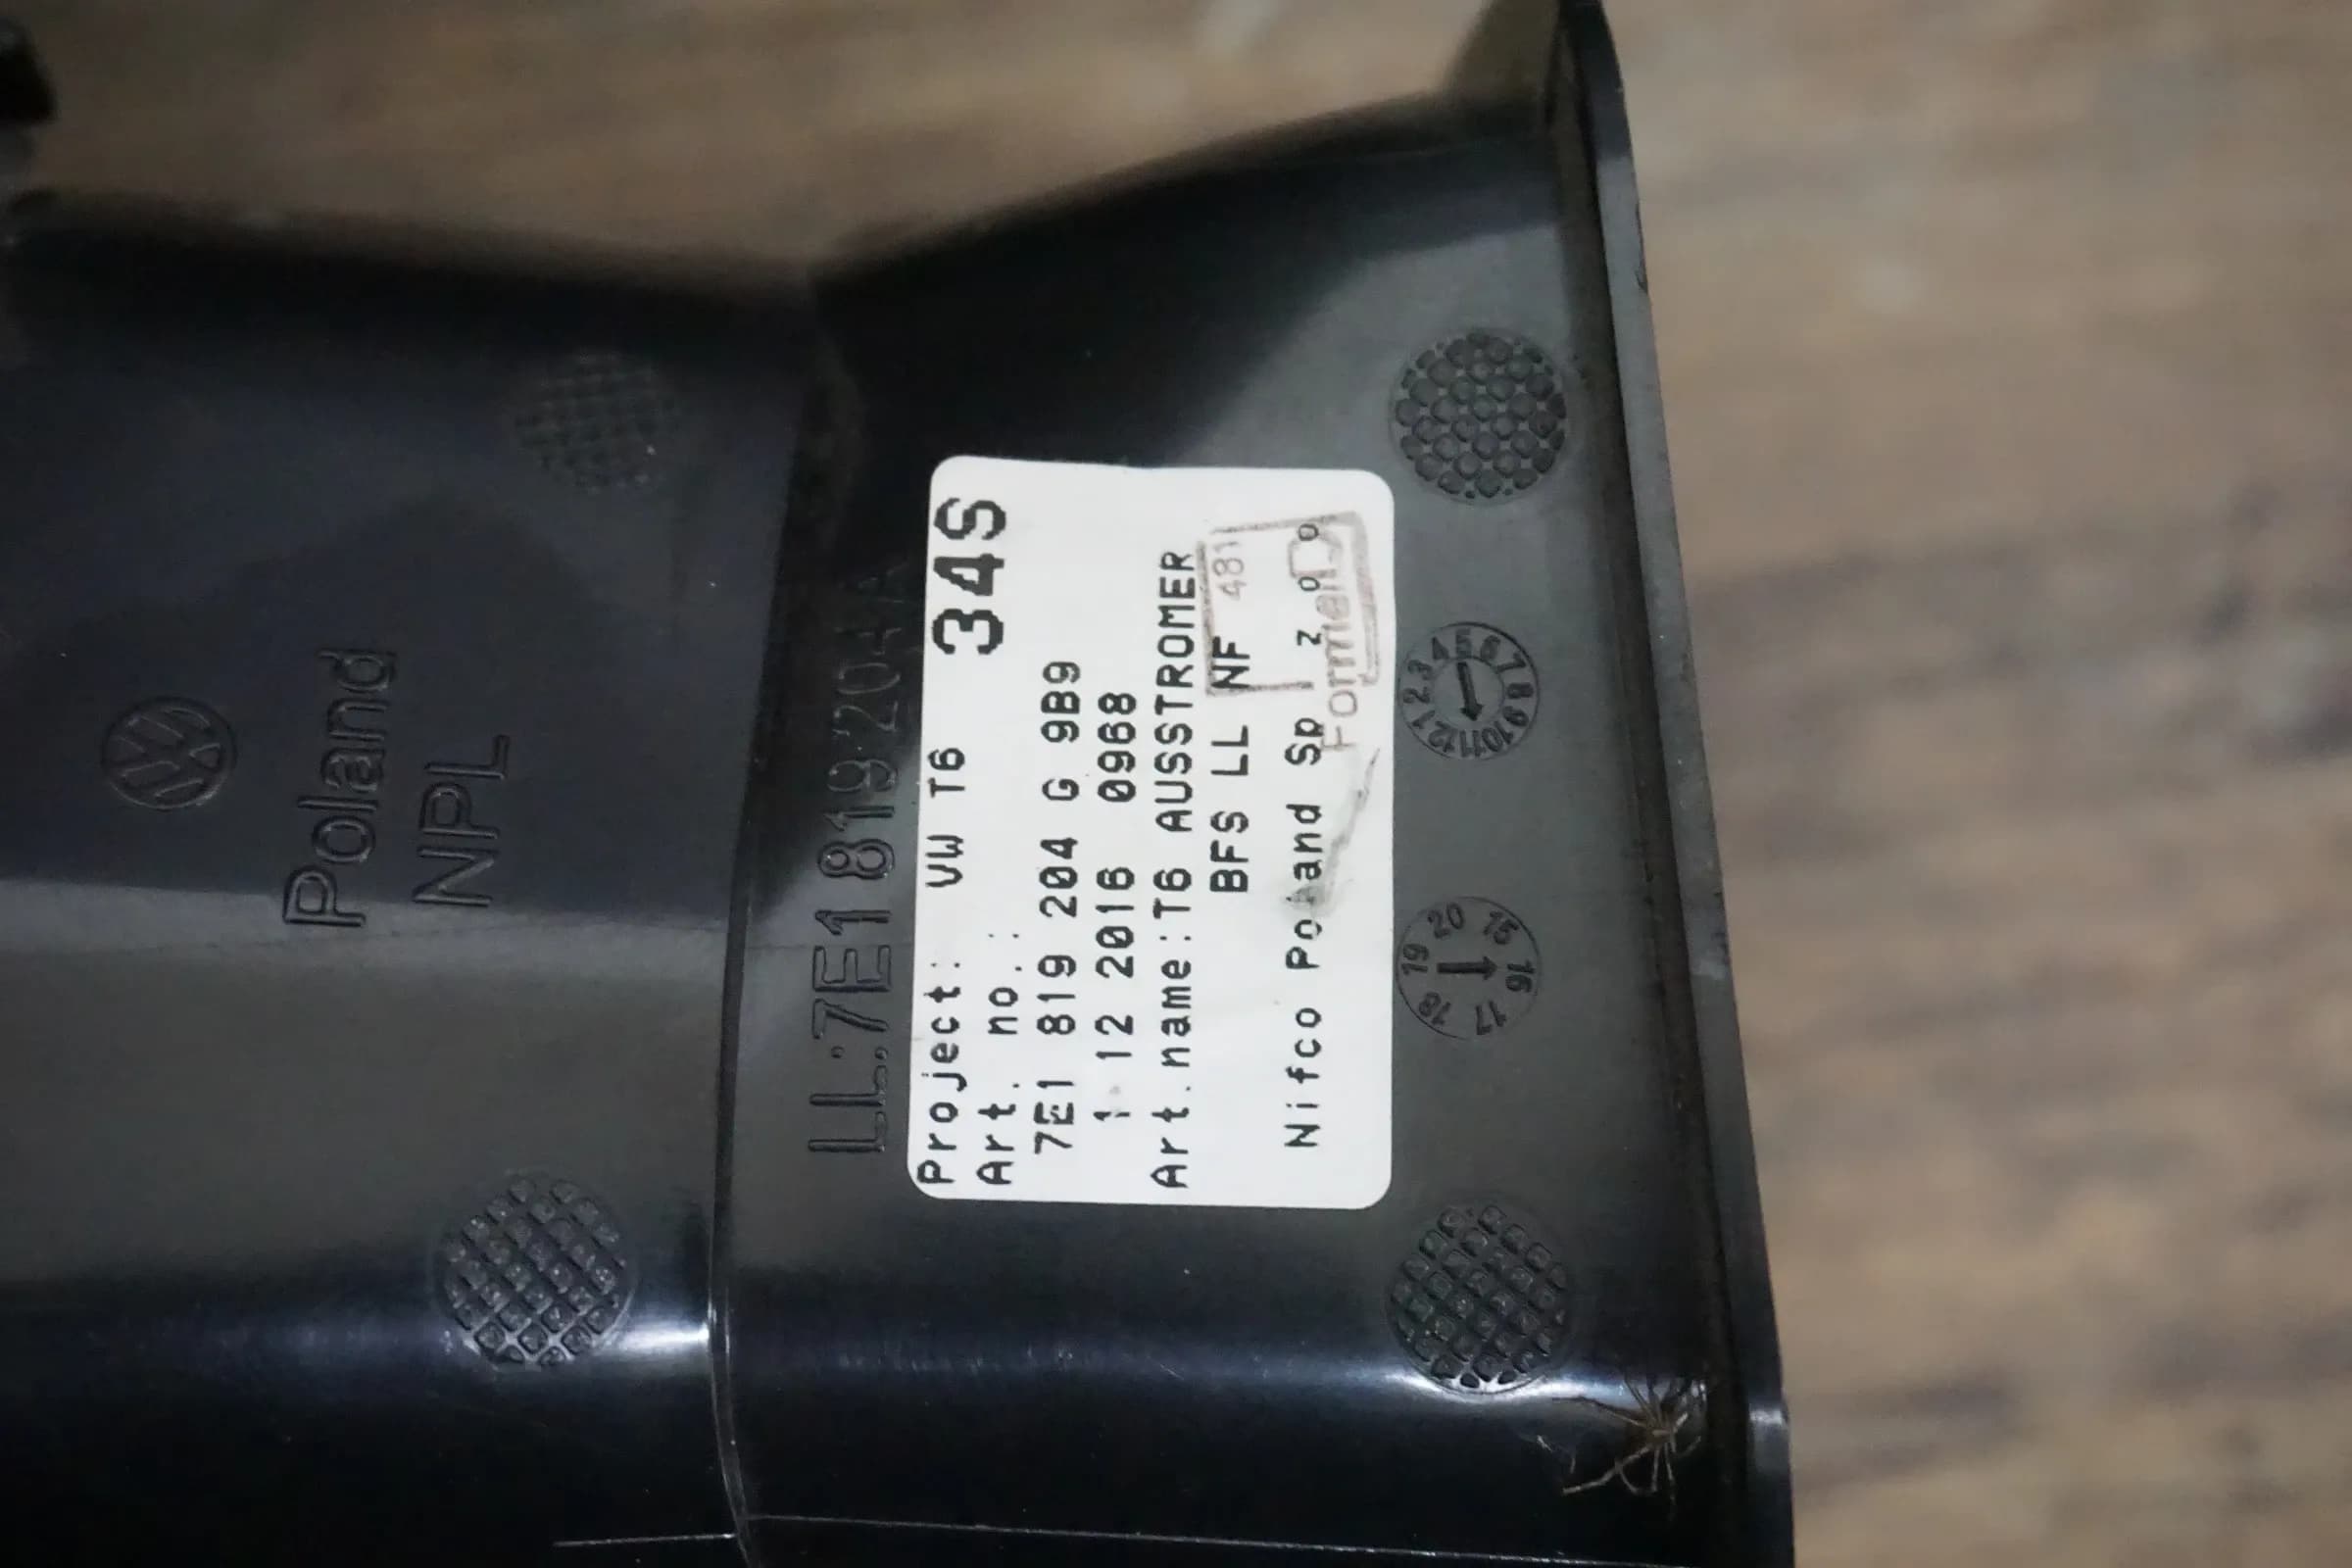 Poland
NPL
LL:7E1 819 204 A
Project: VW T6 34S
Art. no.:
7E1 819 204 G 9B9
1 12 2016 0968
Art.name:T6 AUSSTROMER
BFS LL NF
481
Nifco Poland Sp z o o
1 2 3 4 5 6 7 8 9 10 11 12
15 16 17 18 19 20